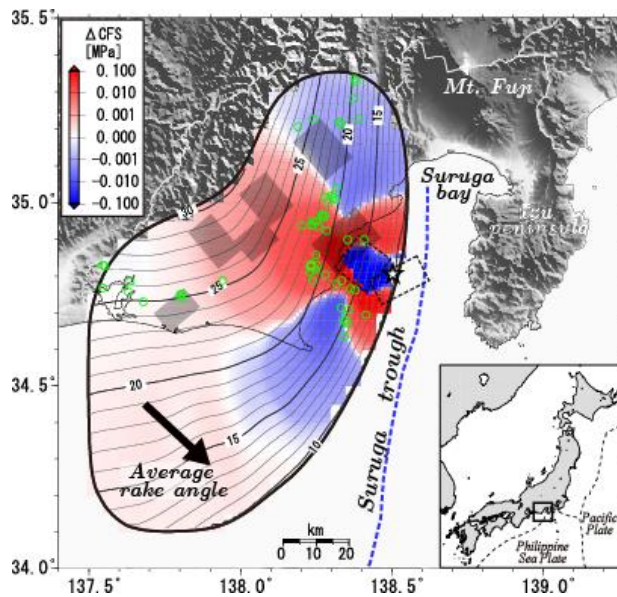 35.5°
Δ CFS
[MPa]
0.100
0.010
0.001
0.000
-0.001
-0.010
-0.100
Mt. Fuji
15
20
25
30
Suruga
bay
35.0°
Izu
peninsula
25
20
15
10
34.5°
Suruga trough
Average
rake angle
km
0 10 20
Pacific
Plate
Philippine
Sea Plate
34.0°
137.5° 138.0° 138.5° 139.0°